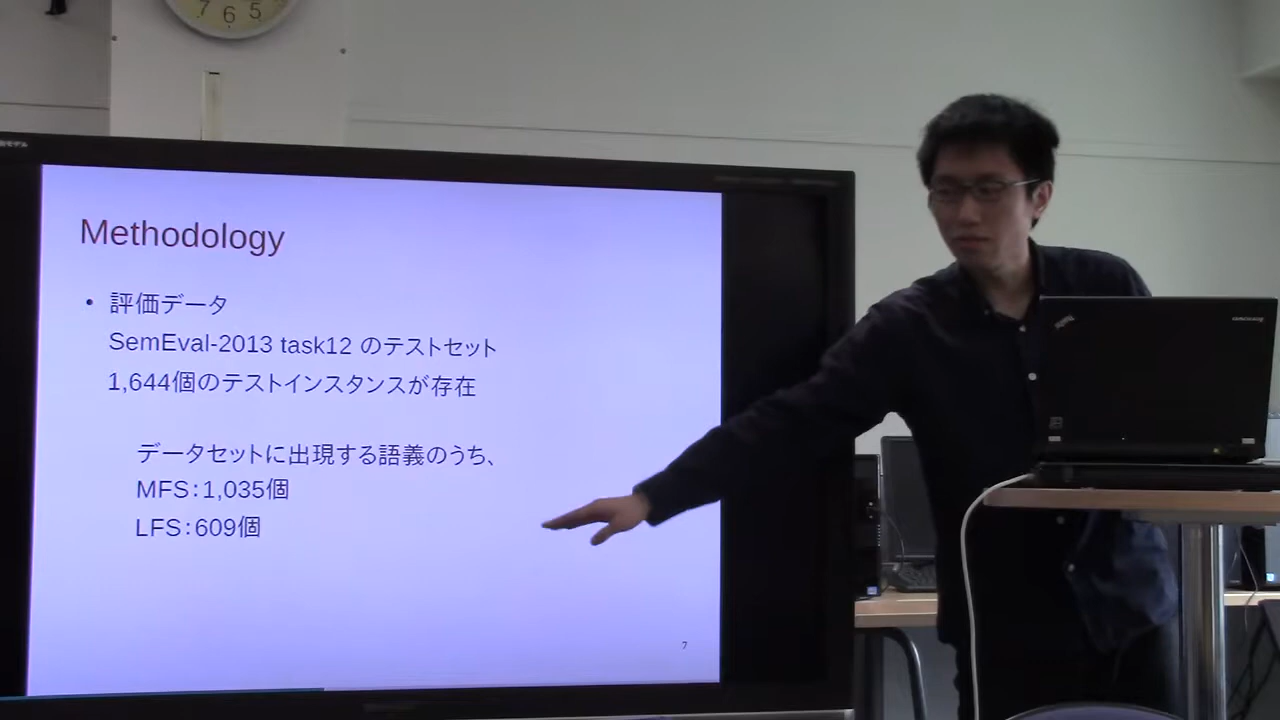 7 6 5
Methodology
• 評価データ
SemEval-2013 task12 のテストセット
1,644個のテストインスタンスが存在
データセットに出現する語義のうち、
MFS：1,035個
LFS：609個
7